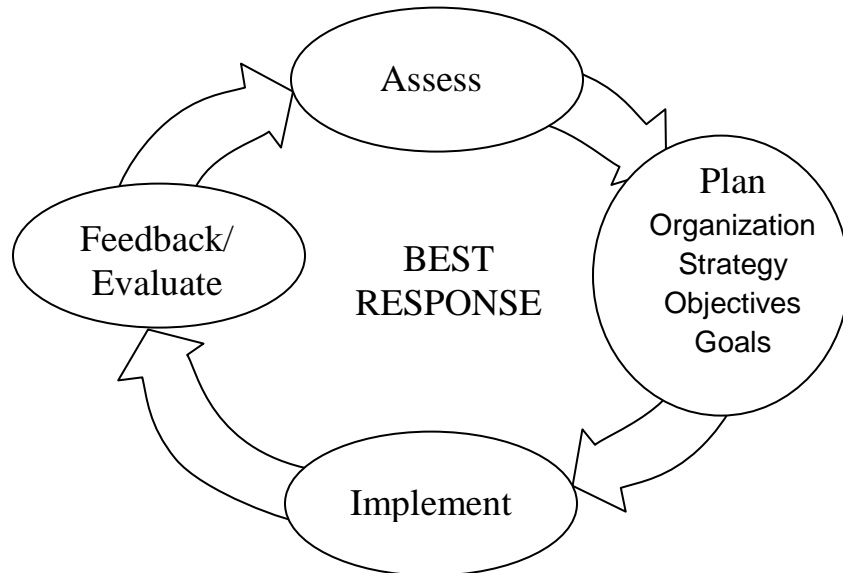 Assess
Plan
Organization
Strategy
Objectives
Goals
Feedback/
Evaluate
BEST
RESPONSE
Implement